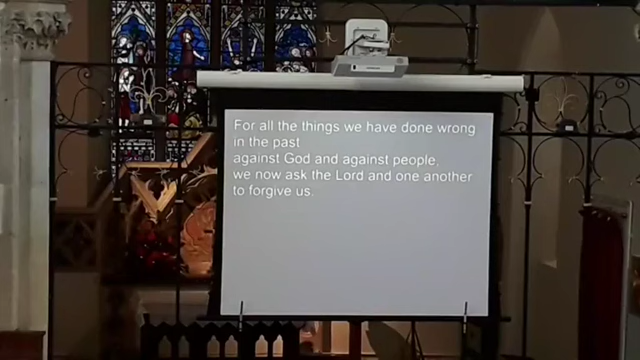 For all the things we have done wrong
in the past
against God and against people,
we now ask the Lord and one another
to forgive us.